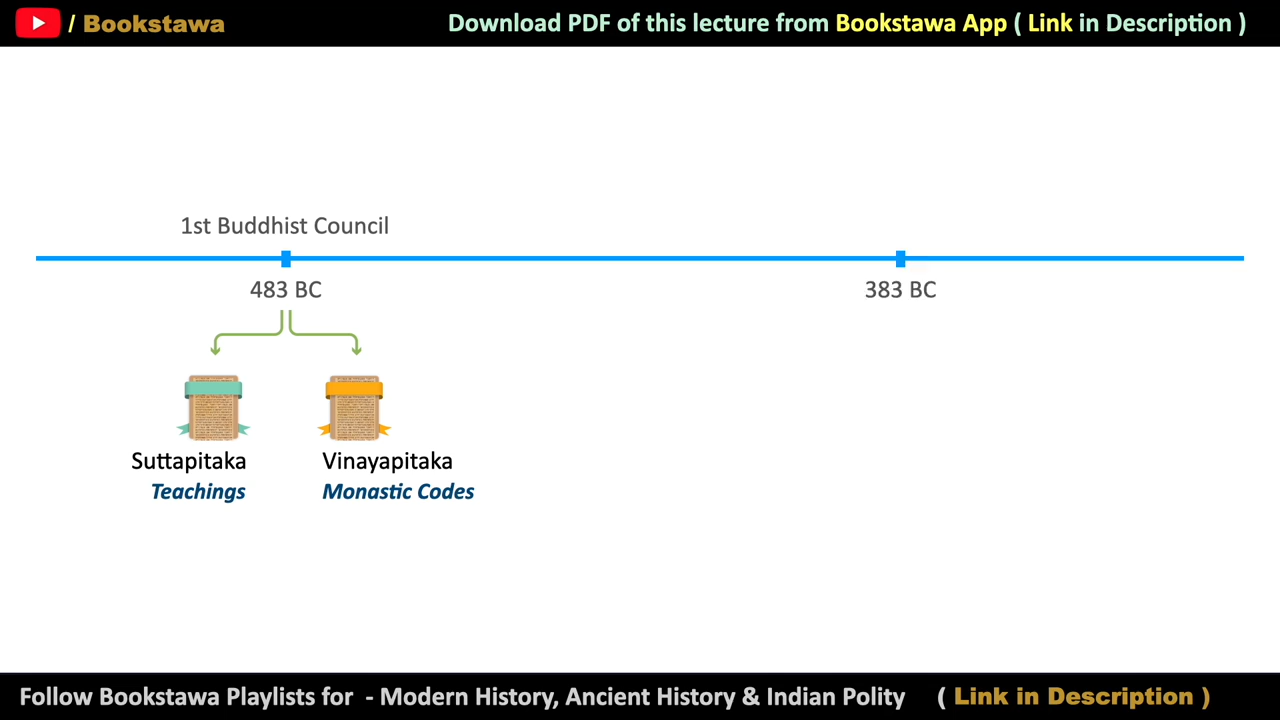 / Bookstawa
Download PDF of this lecture from Bookstawa App ( Link in Description )
1st Buddhist Council
483 BC
383 BC
Suttapitaka
Teachings
Vinayapitaka
Monastic Codes
Follow Bookstawa Playlists for - Modern History, Ancient History & Indian Polity ( Link in Description )